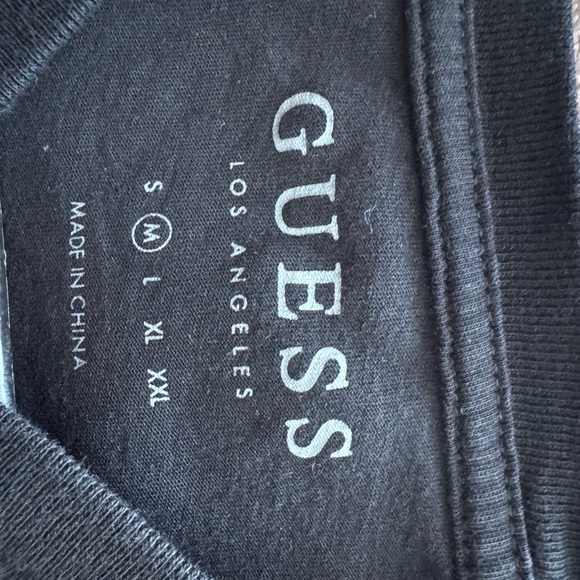 GUESS
LOS ANGELES
S M L XL XXL
MADE IN CHINA